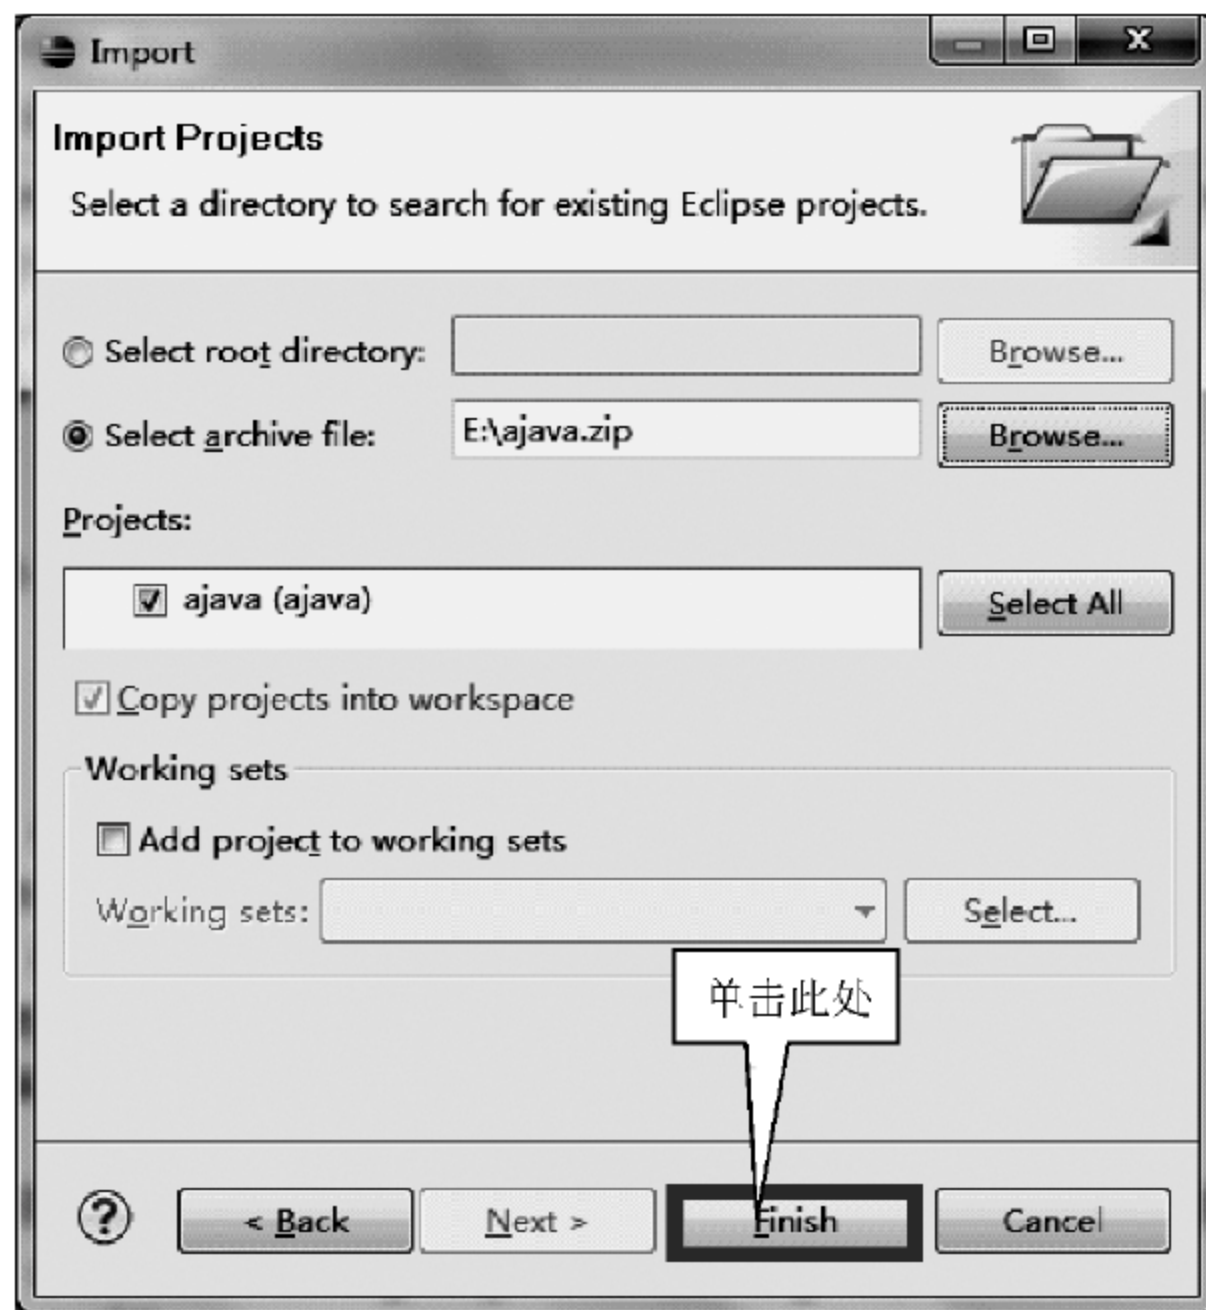 Import
Import Projects
Select a directory to search for existing Eclipse projects.
Select root directory:
Browse...
Select archive file:
E:\ajava.zip
Browse...
Projects:
ajava (ajava)
Select All
Copy projects into workspace
Working sets
Add project to working sets
Working sets:
Select...
单击此处
?
< Back
Next >
Finish
Cancel